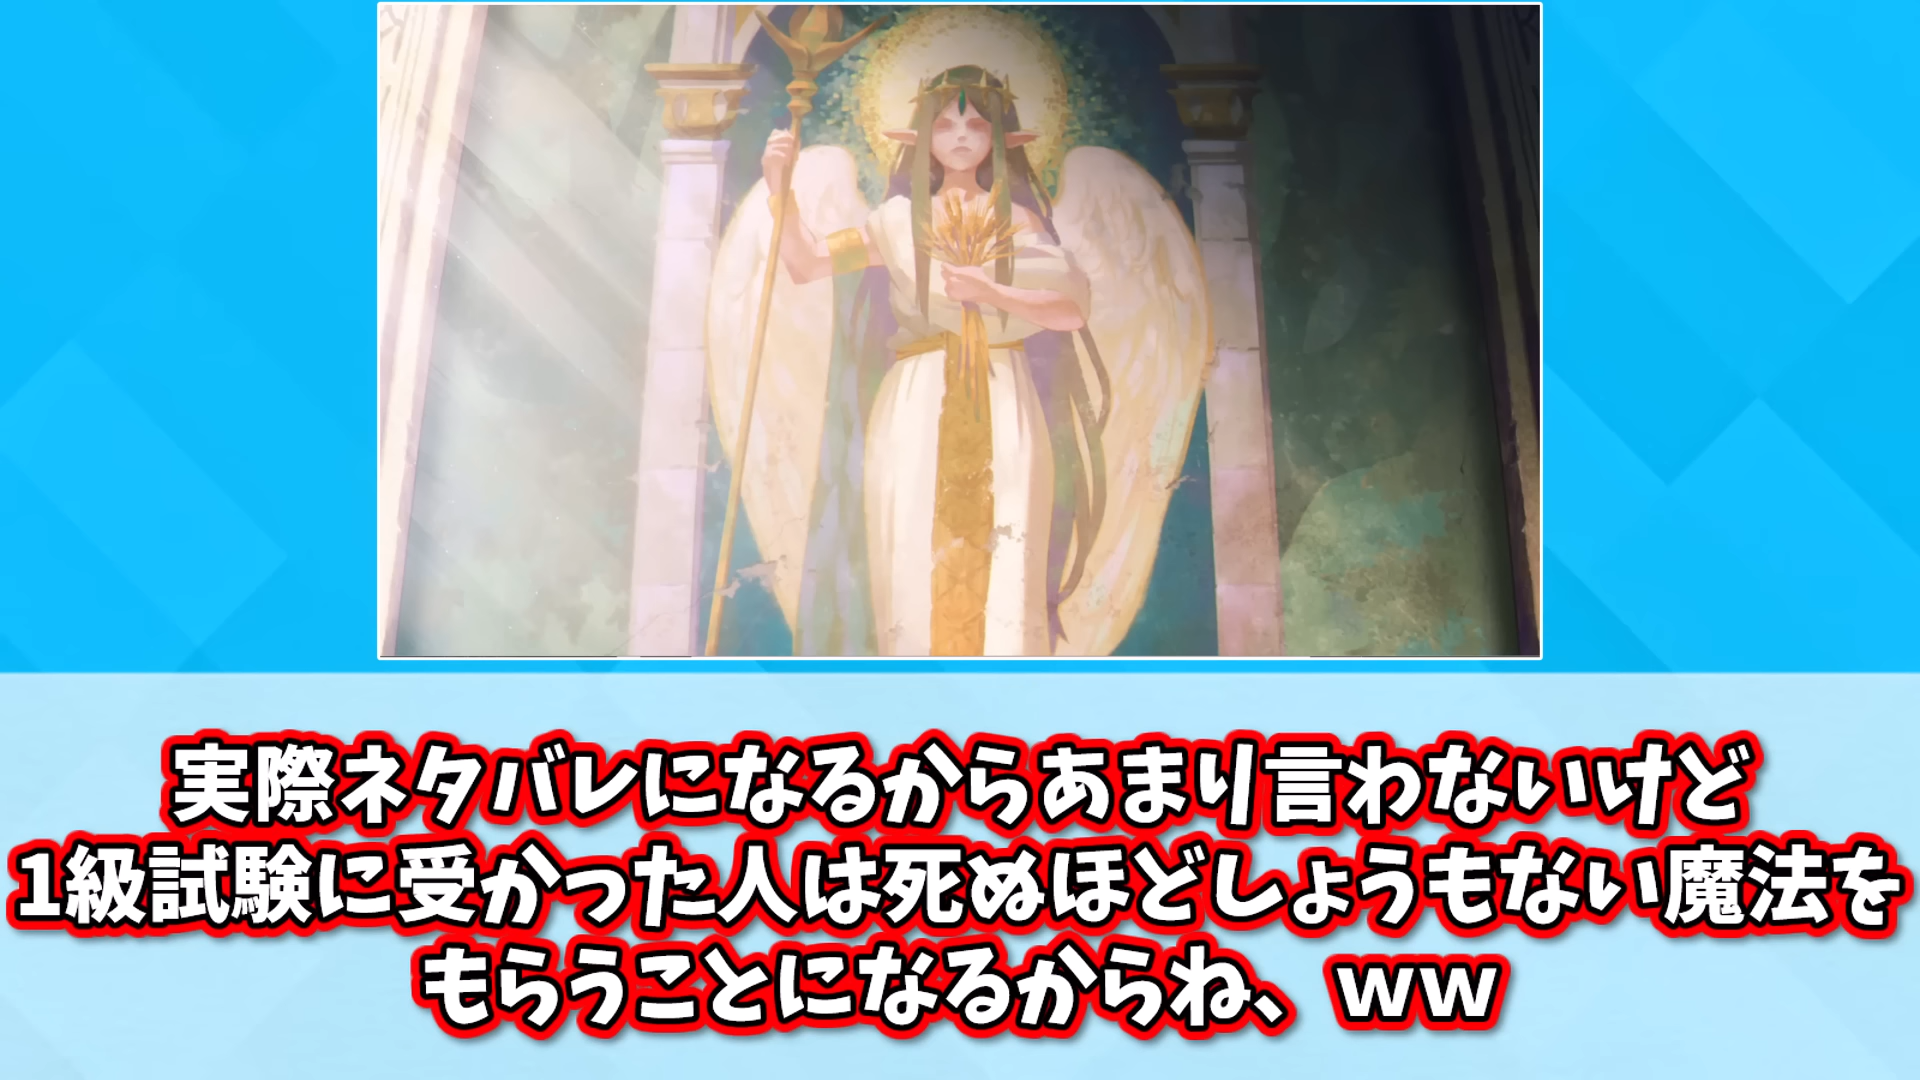 実際ネタバレになるからあまり言わないけど
1級試験に受かった人は死ぬほどしょうもない魔法を
もらうことになるからね、ww